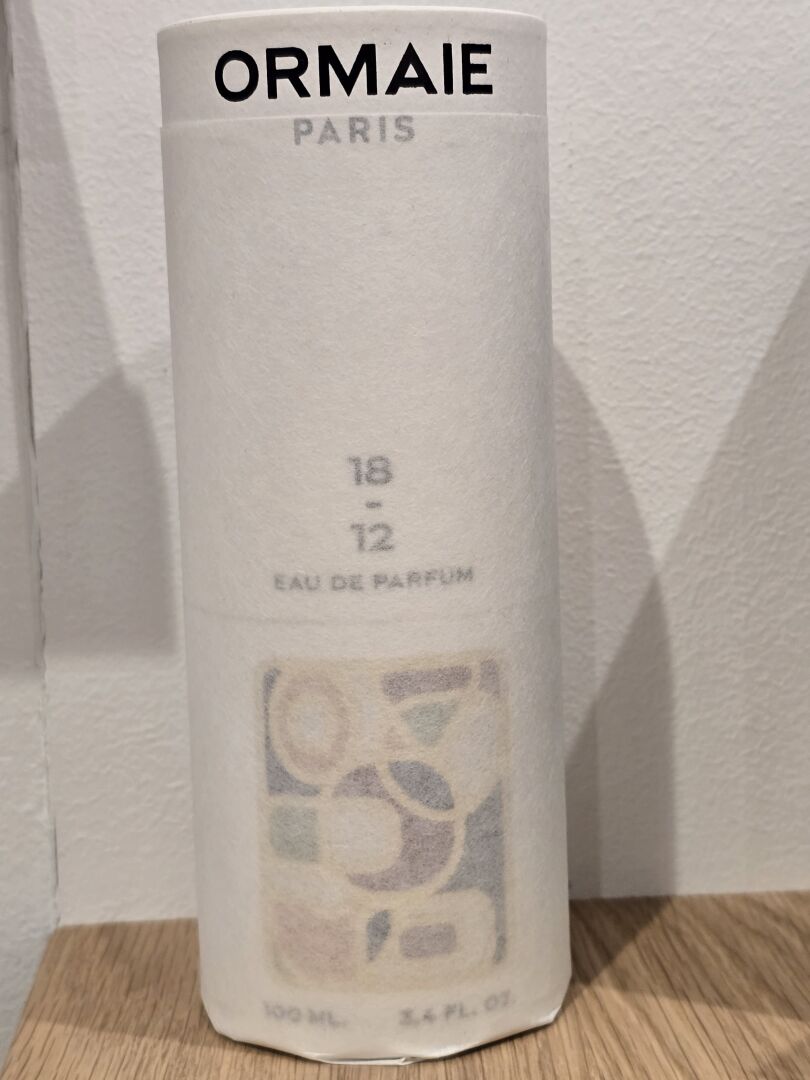 ORMAIE
PARIS
18
-
12
EAU DE PARFUM
100 ML. 3,4 FL. OZ.